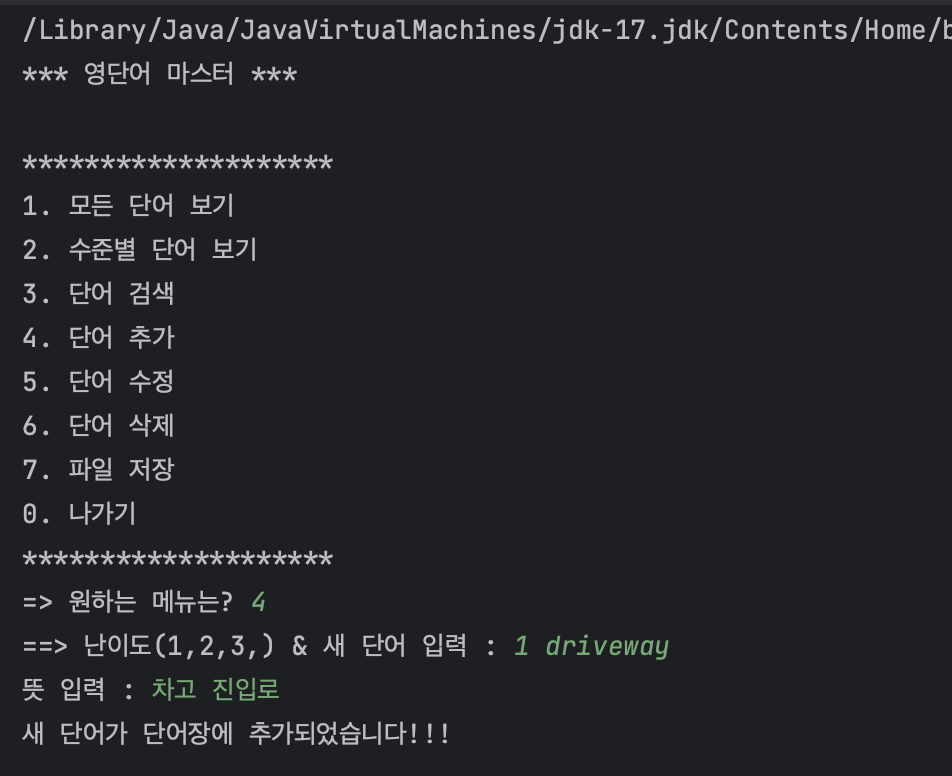 /Library/Java/JavaVirtualMachines/jdk-17.jdk/Contents/Home/b
*** 영단어 마스터 ***
********************
1. 모든 단어 보기
2. 수준별 단어 보기
3. 단어 검색
4. 단어 추가
5. 단어 수정
6. 단어 삭제
7. 파일 저장
0. 나가기
********************
=> 원하는 메뉴는? 4
==> 난이도(1,2,3,) & 새 단어 입력 : 1 driveway
뜻 입력 : 차고 진입로
새 단어가 단어장에 추가되었습니다!!!